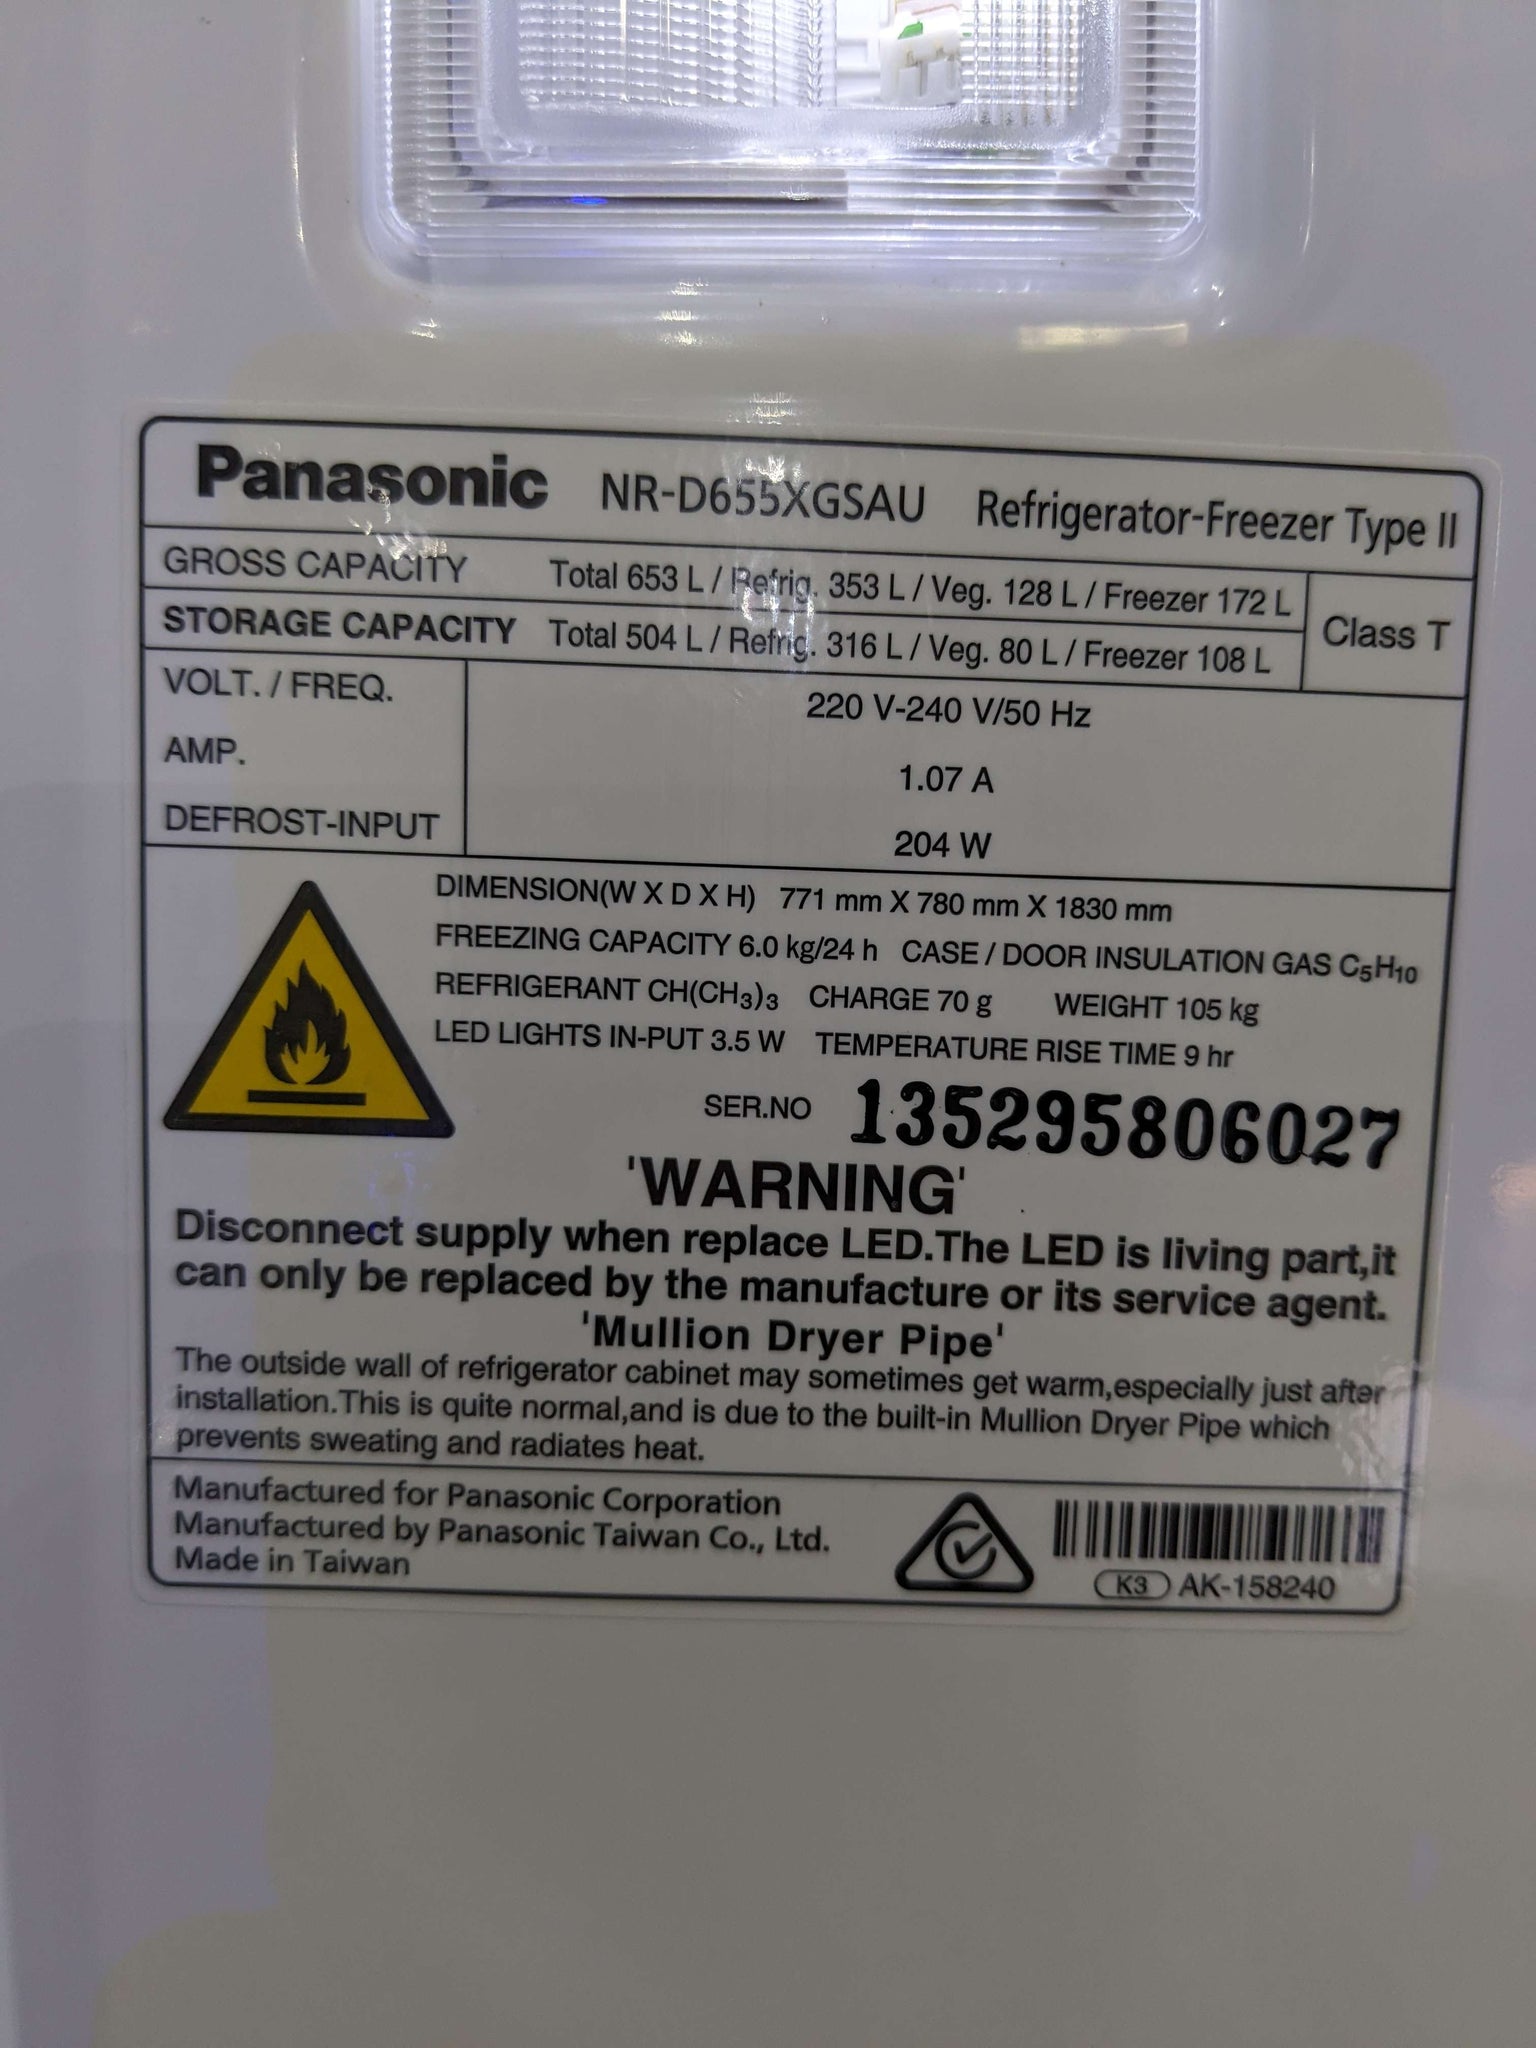 Panasonic NR-D655XGSAU Refrigerator-Freezer Type II
GROSS CAPACITY Total 653 L / Refrig. 353 L / Veg. 128 L / Freezer 172 L
STORAGE CAPACITY Total 504 L / Refrig. 316 L / Veg. 80 L / Freezer 108 L
Class T
VOLT. / FREQ. 220 V-240 V/50 Hz
AMP. 1.07 A
DEFROST-INPUT 204 W
DIMENSION(W X D X H) 771 mm X 780 mm X 1830 mm
FREEZING CAPACITY 6.0 kg/24 h CASE / DOOR INSULATION GAS C₅H₁₀
REFRIGERANT CH(CH₃)₃ CHARGE 70 g WEIGHT 105 kg
LED LIGHTS IN-PUT 3.5 W TEMPERATURE RISE TIME 9 hr
SER.NO 135295806027
'WARNING'
Disconnect supply when replace LED.The LED is living part,it
can only be replaced by the manufacture or its service agent.
'Mullion Dryer Pipe'
The outside wall of refrigerator cabinet may sometimes get warm,especially just after
installation.This is quite normal,and is due to the built-in Mullion Dryer Pipe which
prevents sweating and radiates heat.
Manufactured for Panasonic Corporation
Manufactured by Panasonic Taiwan Co., Ltd.
Made in Taiwan
K3 AK-158240